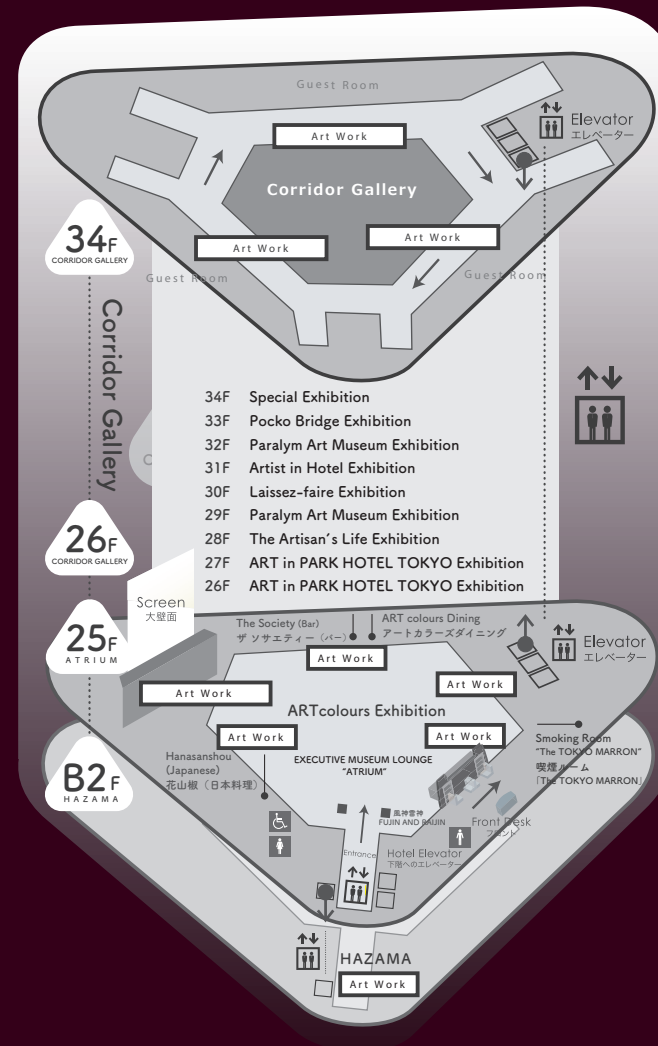 Guest Room
Art Work
Elevator
エレベーター
Corridor Gallery
Art Work
Art Work
34F
CORRIDOR GALLERY
Guest Room
Guest Room
Corridor Gallery
34F Special Exhibition
33F Pocko Bridge Exhibition
32F Paralym Art Museum Exhibition
31F Artist in Hotel Exhibition
30F Laissez-faire Exhibition
29F Paralym Art Museum Exhibition
28F The Artisan´s Life Exhibition
27F ART in PARK HOTEL TOKYO Exhibition
26F ART in PARK HOTEL TOKYO Exhibition
26F
CORRIDOR GALLERY
Screen
大壁面
25F
ATRIUM
The Society (Bar)
ザ ソサエティー（バー）
ART colours Dining
アートカラーズダイニング
Elevator
エレベーター
Art Work
Art Work
Art Work
ARTcolours Exhibition
Art Work
Art Work
Smoking Room
"The TOKYO MARRON"
喫煙ルーム
「The TOKYO MARRON」
Hanasanshou
(Japanese)
花山椒（日本料理）
EXECUTIVE MUSEUM LOUNGE
"ATRIUM"
B2F
HAZAMA
風神雷神
FUJIN AND RAIJIN
Front Desk
フロント
Entrance
Hotel Elevator
下階へのエレベーター
HAZAMA
Art Work